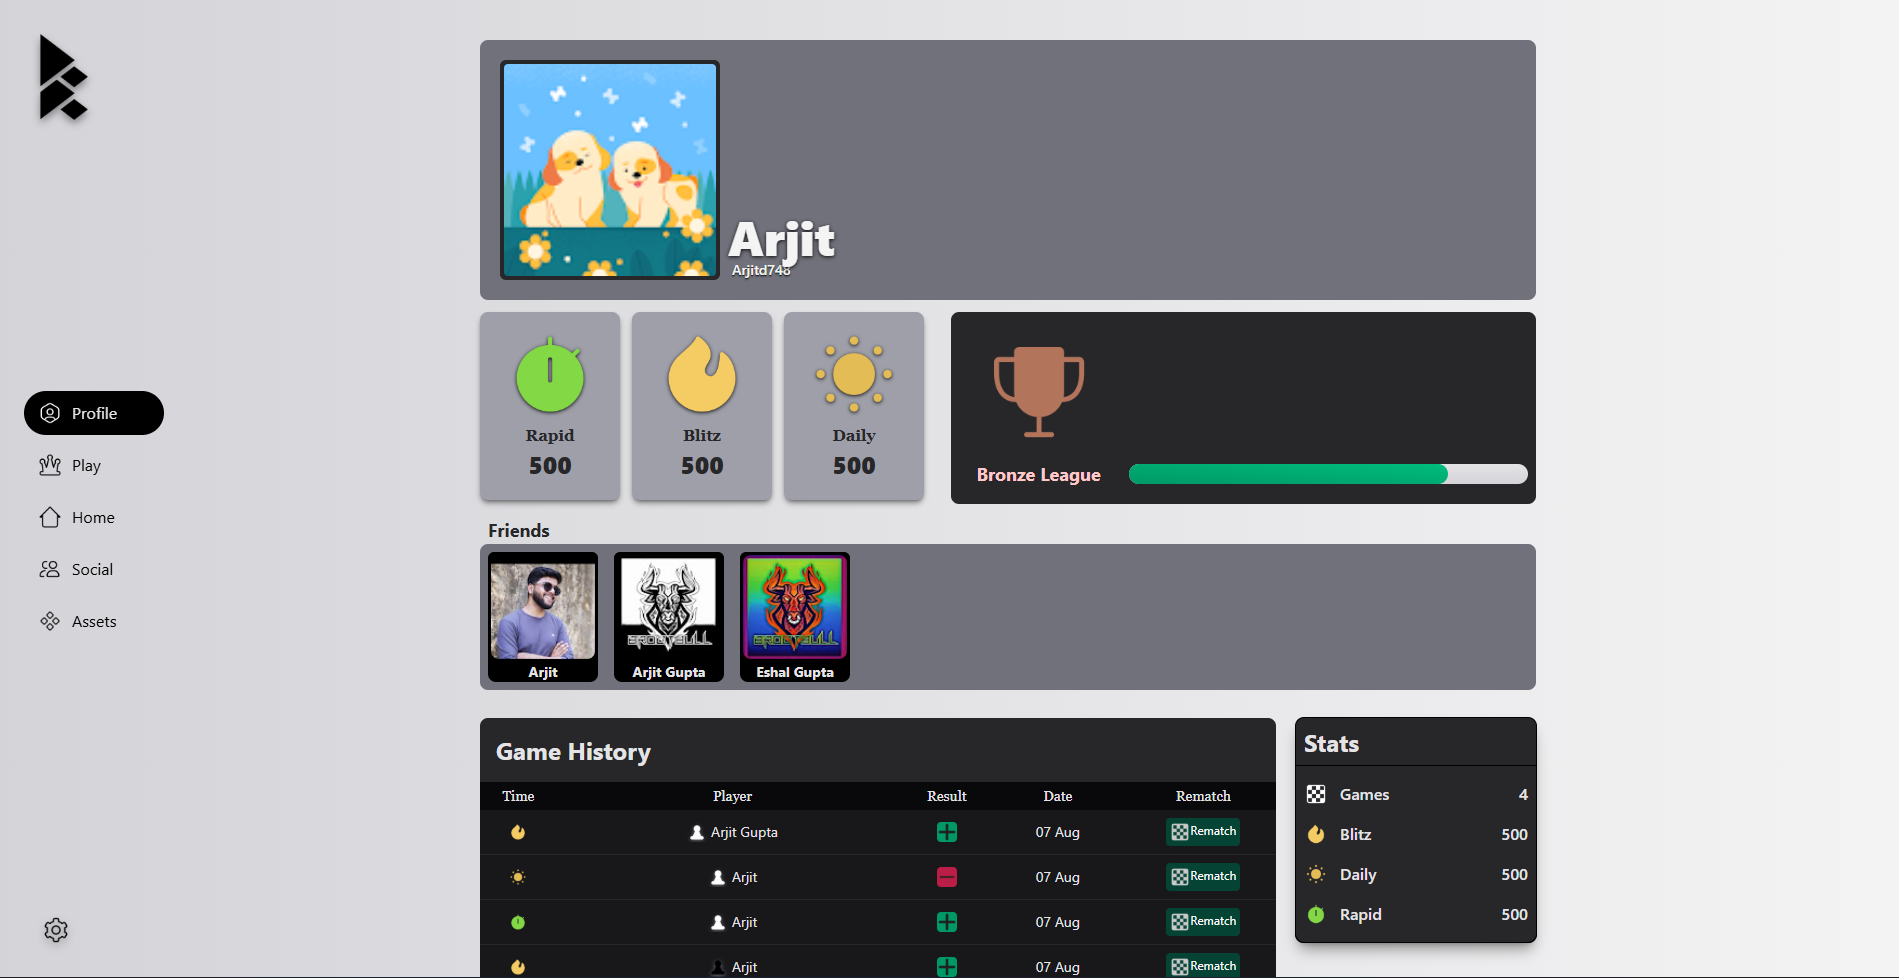 Arjit
Arjitd748
Profile
Play
Home
Social
Assets
Rapid
500
Blitz
500
Daily
500
Bronze League
Friends
Arjit
BROOTBULL
Arjit Gupta
BROOTBULL
Eshal Gupta
Game History
Time Player Result Date Rematch
Arjit Gupta 07 Aug Rematch
Arjit 07 Aug Rematch
Arjit 07 Aug Rematch
Arjit 07 Aug Rematch
Stats
Games 4
Blitz 500
Daily 500
Rapid 500